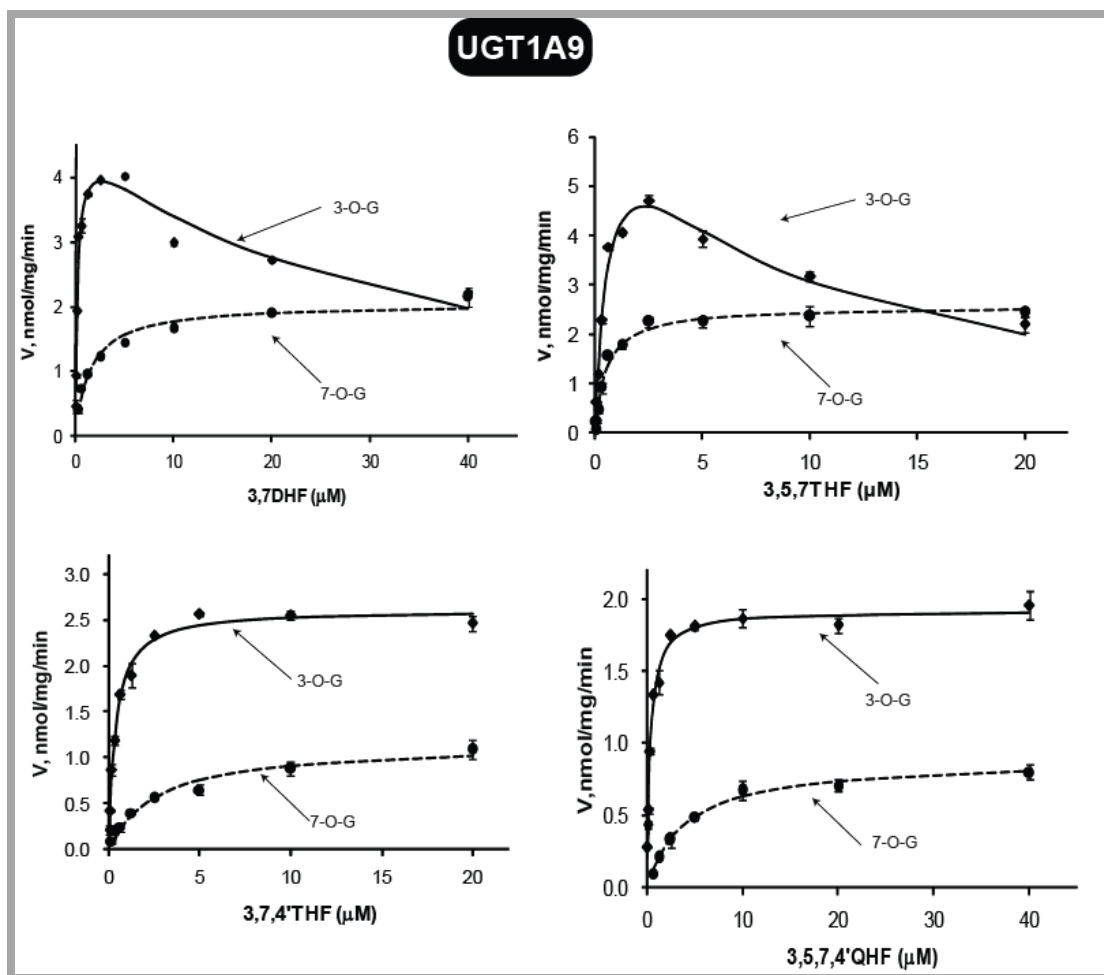 UGT1A9
V, nmol/mg/min
4
3
2
1
0
3-O-G
7-O-G
0 10 20 30 40
3,7DHF (μM)
V, nmol/mg/min
6
5
4
3
2
1
0
3-O-G
7-O-G
0 5 10 15 20
3,5,7THF (μM)
V, nmol/mg/min
3.0
2.5
2.0
1.5
1.0
0.5
0.0
3-O-G
7-O-G
0 5 10 20
3,7,4'THF (μM)
V,nmol/mg/min
2.0
1.5
1.0
0.5
0.0
3-O-G
7-O-G
0 10 20 30 40
3,5,7,4'QHF (μM)